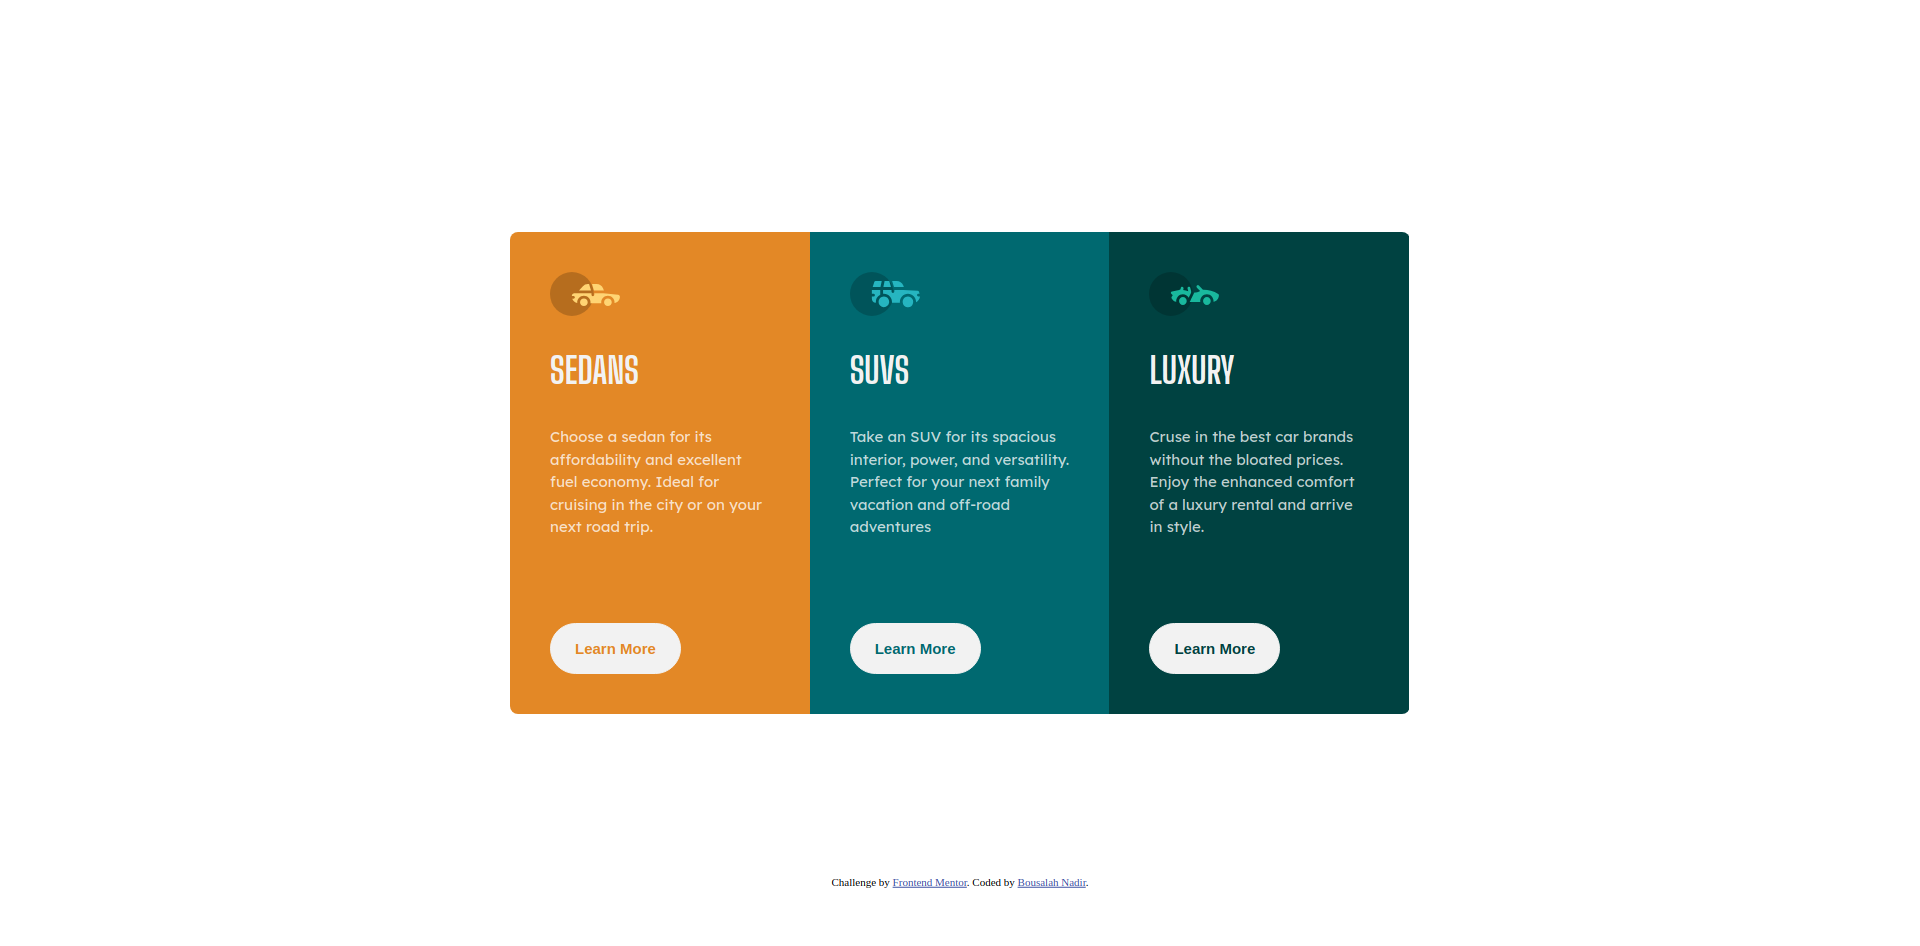 SEDANS
Choose a sedan for its
affordability and excellent
fuel economy. Ideal for
cruising in the city or on your
next road trip.
Learn More
SUVS
Take an SUV for its spacious
interior, power, and versatility.
Perfect for your next family
vacation and off-road
adventures
Learn More
LUXURY
Cruse in the best car brands
without the bloated prices.
Enjoy the enhanced comfort
of a luxury rental and arrive
in style.
Learn More
Challenge by Frontend Mentor. Coded by Bousalah Nadir.